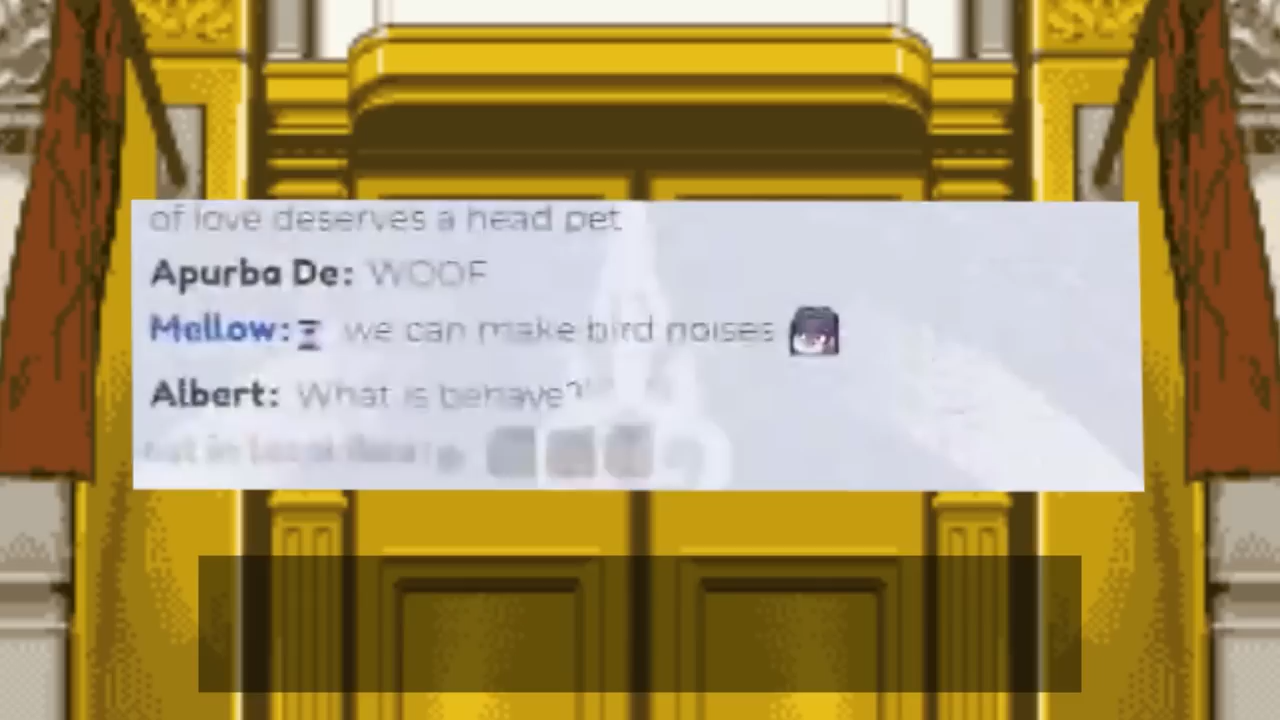 of love deserves a head pet
Apurba De: WOOF
Mellow: we can make bird noises
Albert: What is behave?